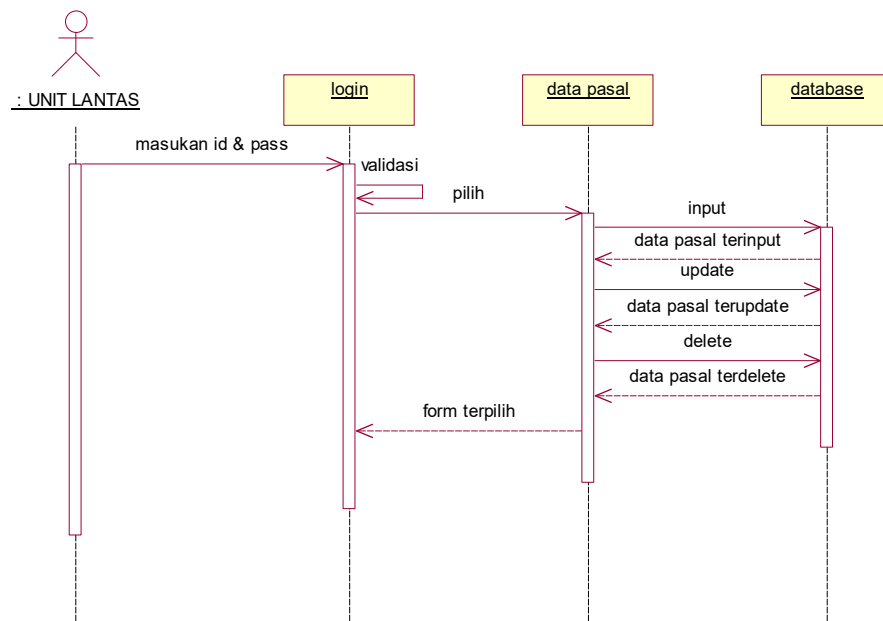 : UNIT LANTAS
login
data pasal
database
masukan id & pass
validasi
pilih
input
data pasal terinput
update
data pasal terupdate
delete
data pasal terdelete
form terpilih